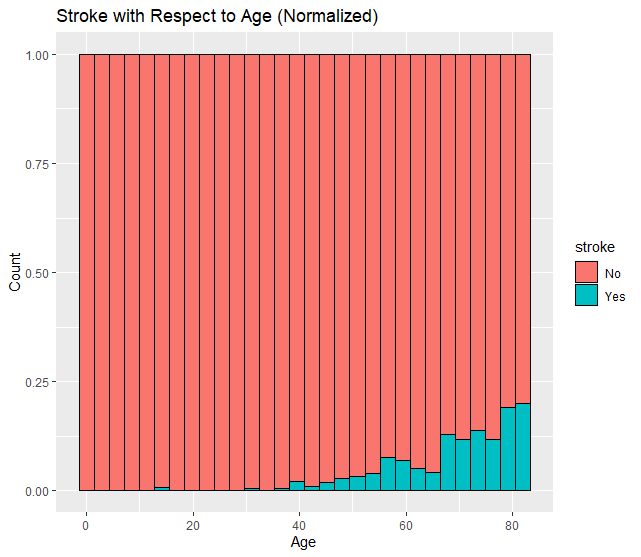 Stroke with Respect to Age (Normalized)
1.00
0.75
0.50
0.25
0.00
Count
0
20
40
60
80
Age
stroke
No
Yes